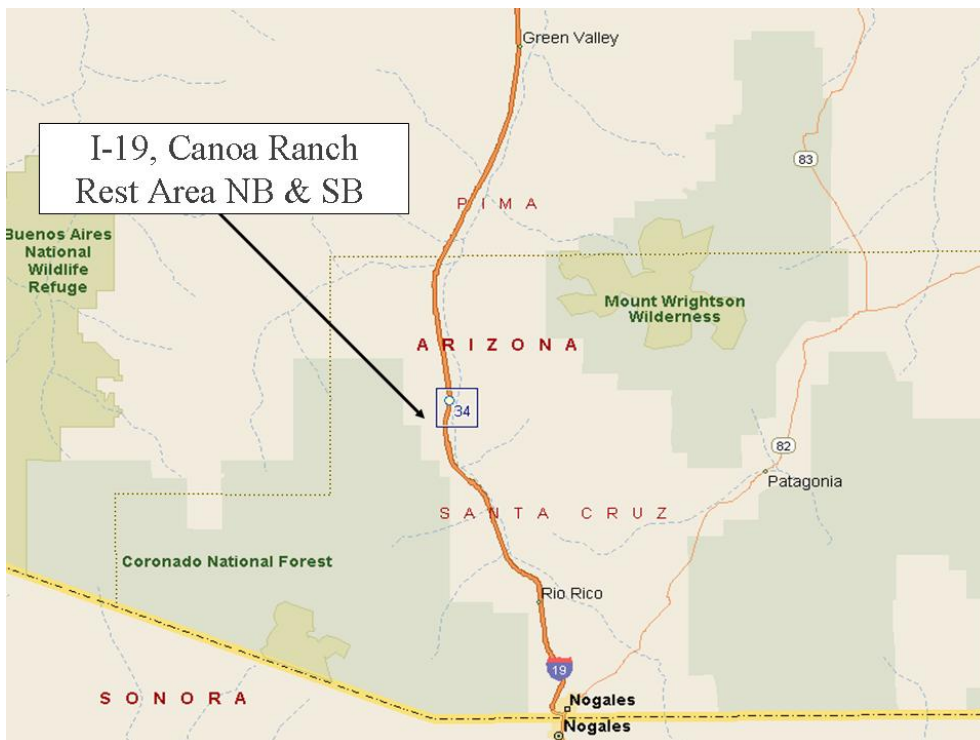 Green Valley
I-19, Canoa Ranch
Rest Area NB & SB
83
PIMA
Buenos Aires
National
Wildlife
Refuge
Mount Wrightson
Wilderness
ARIZONA
34
82
Patagonia
SANTA CRUZ
Coronado National Forest
Rio Rico
19
SONORA
Nogales
Nogales